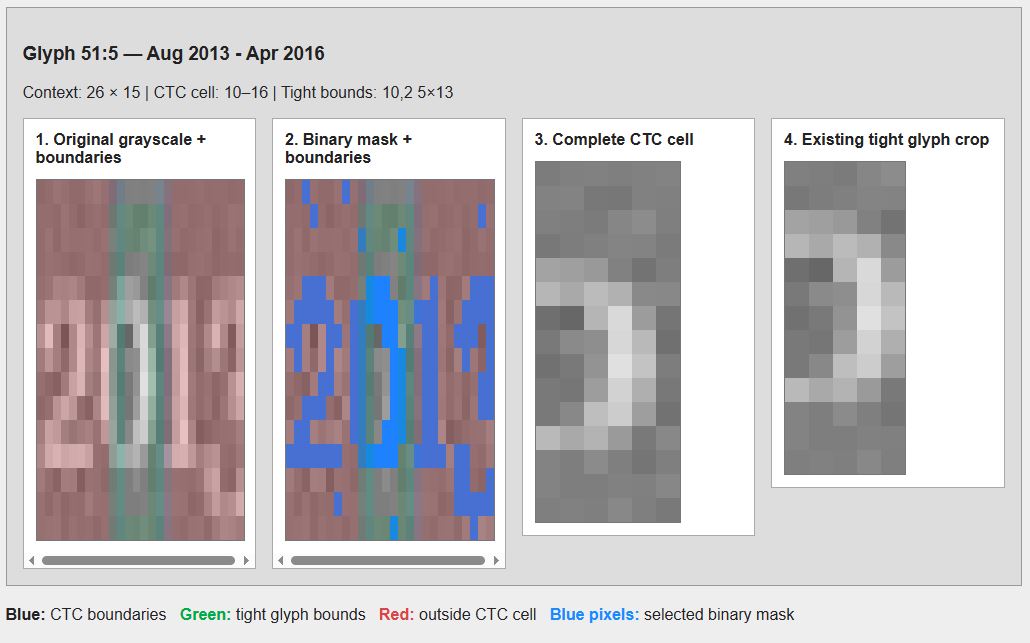 Glyph 51:5 — Aug 2013 - Apr 2016
Context: 26 × 15 | CTC cell: 10–16 | Tight bounds: 10,2 5×13
1. Original grayscale +
boundaries
2. Binary mask +
boundaries
3. Complete CTC cell
4. Existing tight glyph crop
Blue: CTC boundaries Green: tight glyph bounds Red: outside CTC cell Blue pixels: selected binary mask